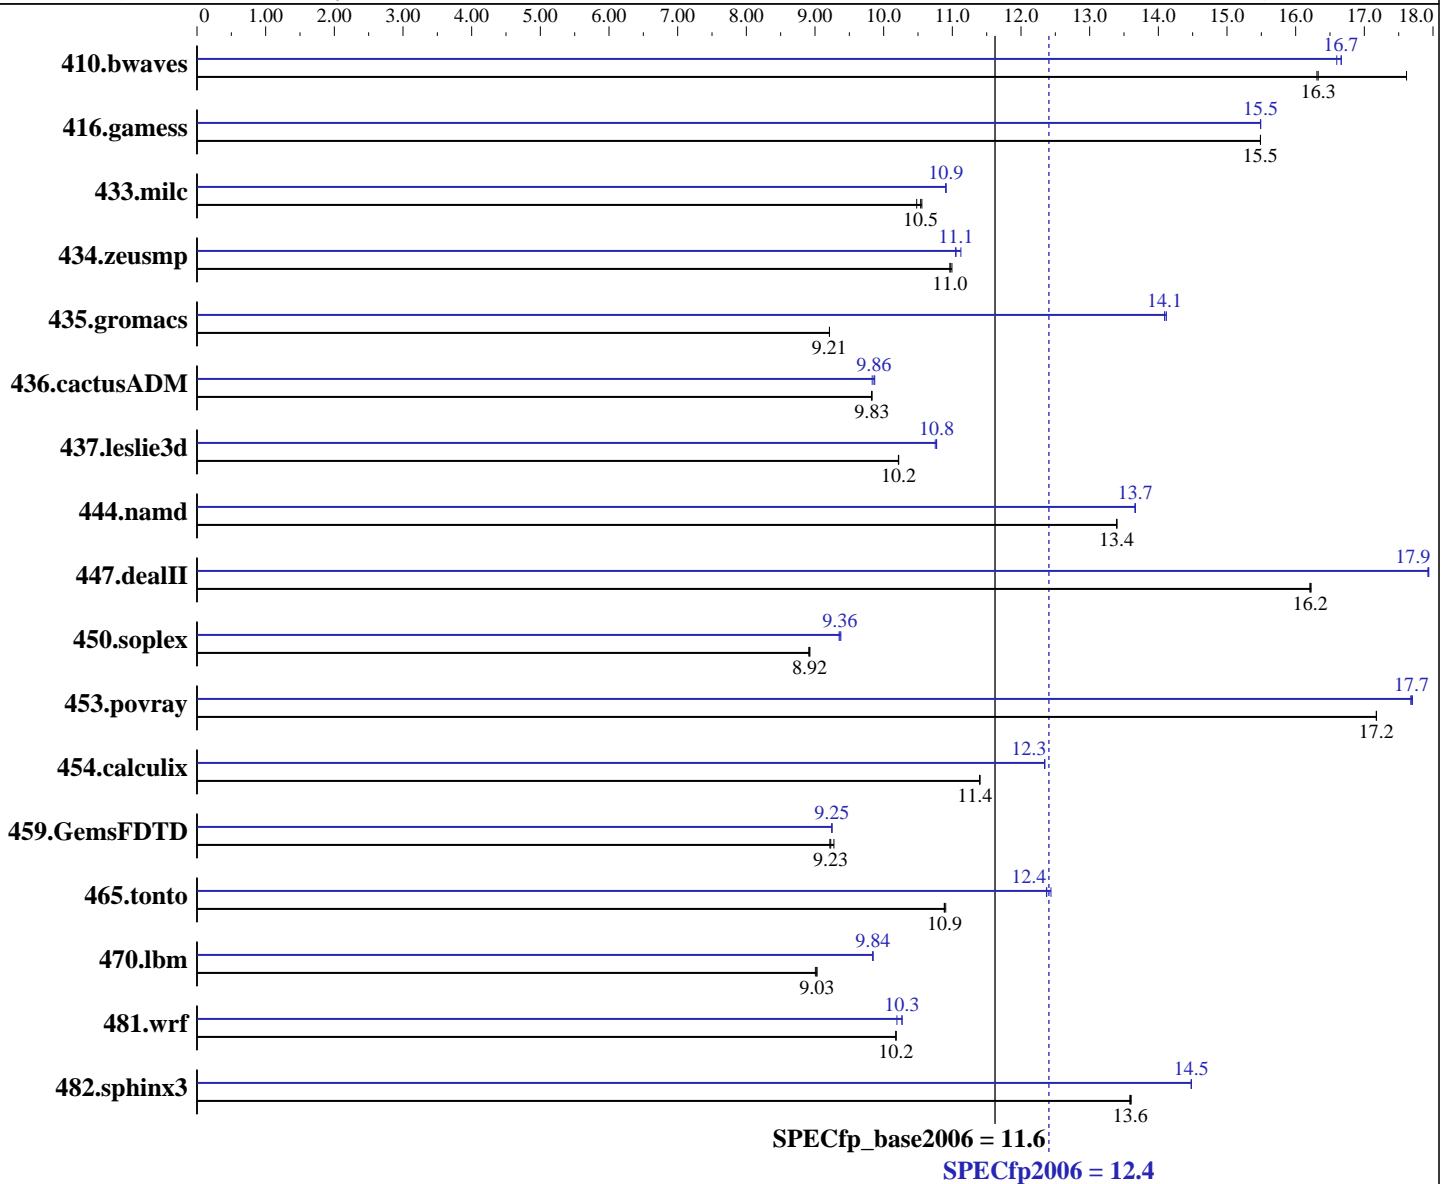 0 1.00 2.00 3.00 4.00 5.00 6.00 7.00 8.00 9.00 10.0 11.0 12.0 13.0 14.0 15.0 16.0 17.0 18.0
16.7
410.bwaves
16.3
15.5
416.gamess
15.5
10.9
433.milc
10.5
11.1
434.zeusmp
11.0
14.1
435.gromacs
9.21
9.86
436.cactusADM
9.83
10.8
437.leslie3d
10.2
13.7
444.namd
13.4
17.9
447.dealII
16.2
9.36
450.soplex
8.92
17.7
453.povray
17.2
12.3
454.calculix
11.4
9.25
459.GemsFDTD
9.23
12.4
465.tonto
10.9
9.84
470.lbm
9.03
10.3
481.wrf
10.2
14.5
482.sphinx3
13.6
SPECfp_base2006 = 11.6
SPECfp2006 = 12.4